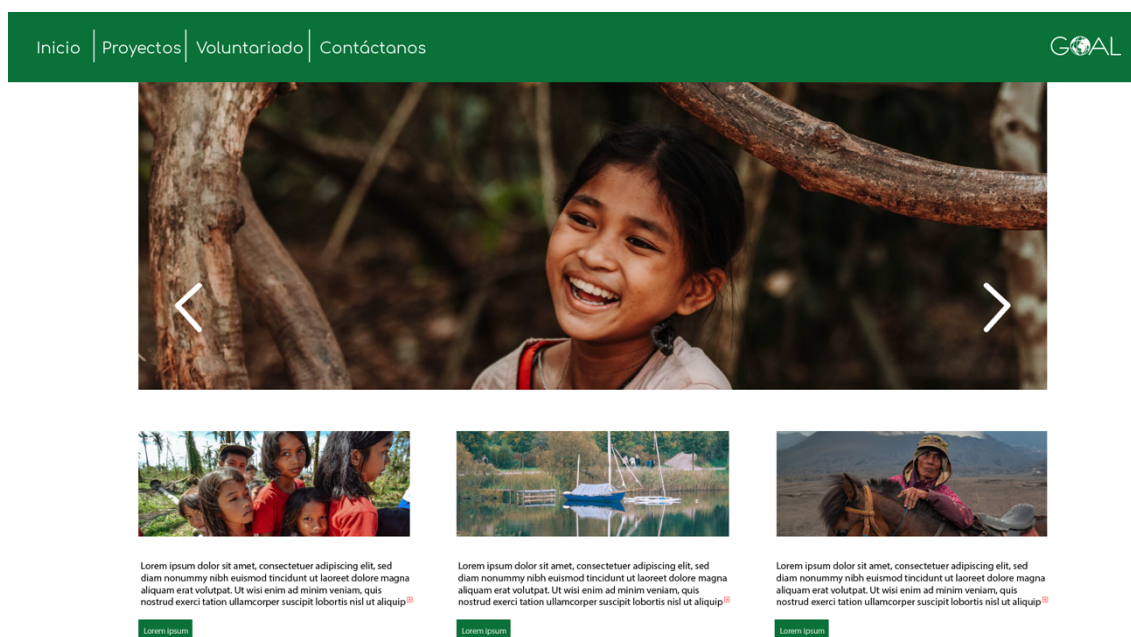 Inicio
Proyectos
Voluntariado
Contáctanos
GOAL
Lorem ipsum dolor sit amet, consectetuer adipiscing elit, sed
diam nonummy nibh euismod tincidunt ut laoreet dolore magna
aliquam erat volutpat. Ut wisi enim ad minim veniam, quis
nostrud exerci tation ullamcorper suscipit lobortis nisl ut aliquip
Lorem Ipsum
Lorem ipsum dolor sit amet, consectetuer adipiscing elit, sed
diam nonummy nibh euismod tincidunt ut laoreet dolore magna
aliquam erat volutpat. Ut wisi enim ad minim veniam, quis
nostrud exerci tation ullamcorper suscipit lobortis nisl ut aliquip
Lorem Ipsum
Lorem ipsum dolor sit amet, consectetuer adipiscing elit, sed
diam nonummy nibh euismod tincidunt ut laoreet dolore magna
aliquam erat volutpat. Ut wisi enim ad minim veniam, quis
nostrud exerci tation ullamcorper suscipit lobortis nisl ut aliquip
Lorem Ipsum